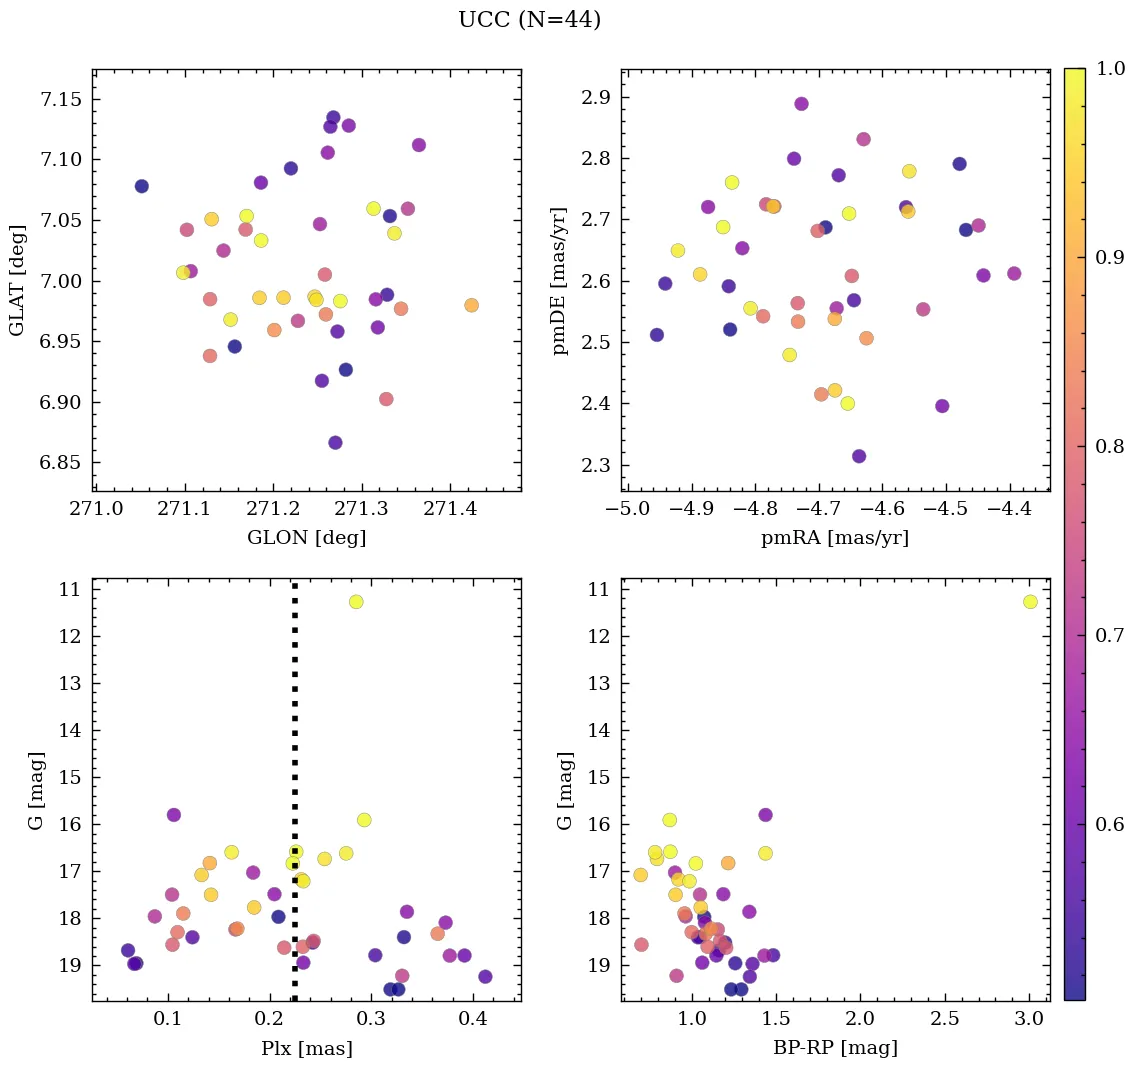 UCC (N=44)
7.15
7.10
7.05
7.00
6.95
6.90
6.85
GLAT [deg]
271.0 271.1 271.2 271.3 271.4
GLON [deg]
2.9
2.8
2.7
2.6
2.5
2.4
2.3
pmDE [mas/yr]
−5.0 −4.9 −4.8 −4.7 −4.6 −4.5 −4.4
pmRA [mas/yr]
11
12
13
14
15
16
17
18
19
G [mag]
0.1 0.2 0.3 0.4
Plx [mas]
11
12
13
14
15
16
17
18
19
G [mag]
1.0 1.5 2.0 2.5 3.0
BP-RP [mag]
1.0
0.9
0.8
0.7
0.6